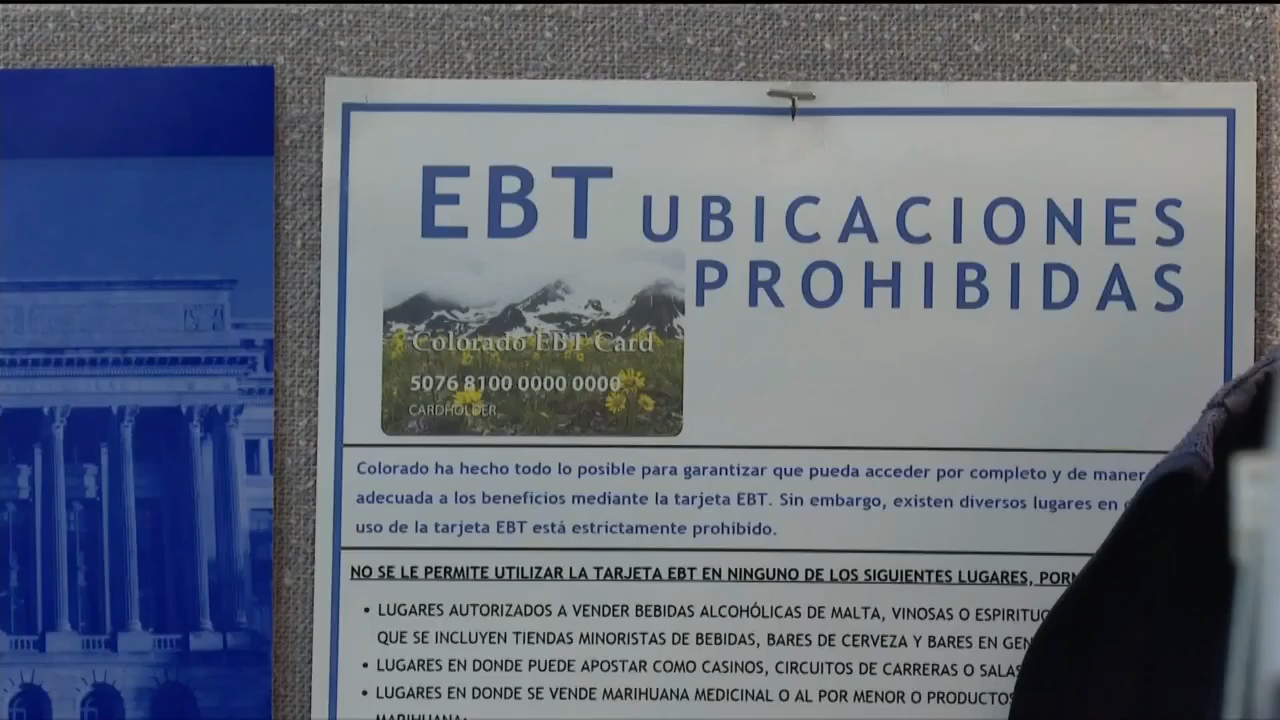 EBT UBICACIONES
PROHIBIDAS
Colorado EBT Card
5076 8100 0000 0000
CARDHOLDER
Colorado ha hecho todo lo posible para garantizar que pueda acceder por completo y de
adecuada a los beneficios mediante la tarjeta EBT. Sin embargo, existen diversos lugares en
uso de la tarjeta EBT está estrictamente prohibido.
NO SE LE PERMITE UTILIZAR LA TARJETA EBT EN NINGUNO DE LOS SIGUIENTES LUGARES,
• LUGARES AUTORIZADOS A VENDER BEBIDAS ALCOHÓLICAS DE MALTA, VINOSAS O
QUE SE INCLUYEN TIENDAS MINORISTAS DE BEBIDAS, BARES DE CERVEZA Y BARES EN
• LUGARES EN DONDE PUEDE APOSTAR COMO CASINOS, CIRCUITOS DE CARRERAS O
• LUGARES EN DONDE SE VENDE MARIHUANA MEDICINAL O AL POR MENOR O PRODUCTOS
MARIHUANA;